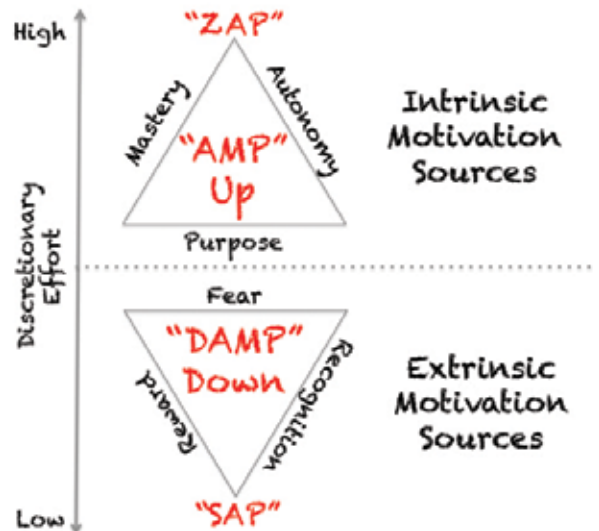 High
"ZAP"
Mastery
Autonomy
"AMP"
Up
Purpose
Intrinsic
Motivation
Sources
Discretionary
Effort
Fear
"DAMP"
Down
Reward
Recognition
Extrinsic
Motivation
Sources
Low
"SAP"